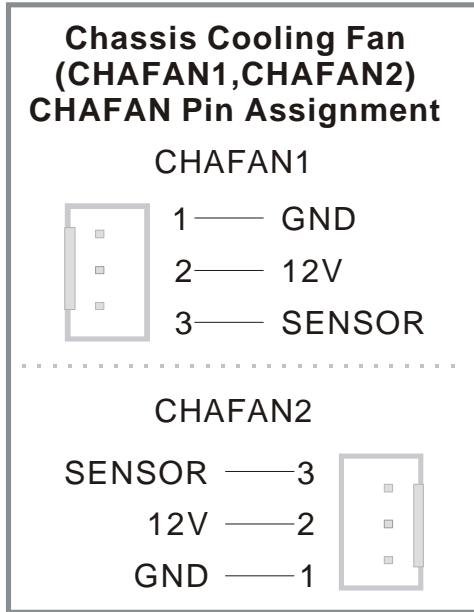 Chassis Cooling Fan
(CHAFAN1,CHAFAN2)
CHAFAN Pin Assignment
CHAFAN1
1 GND
2 12V
3 SENSOR
CHAFAN2
SENSOR 3
12V 2
GND 1